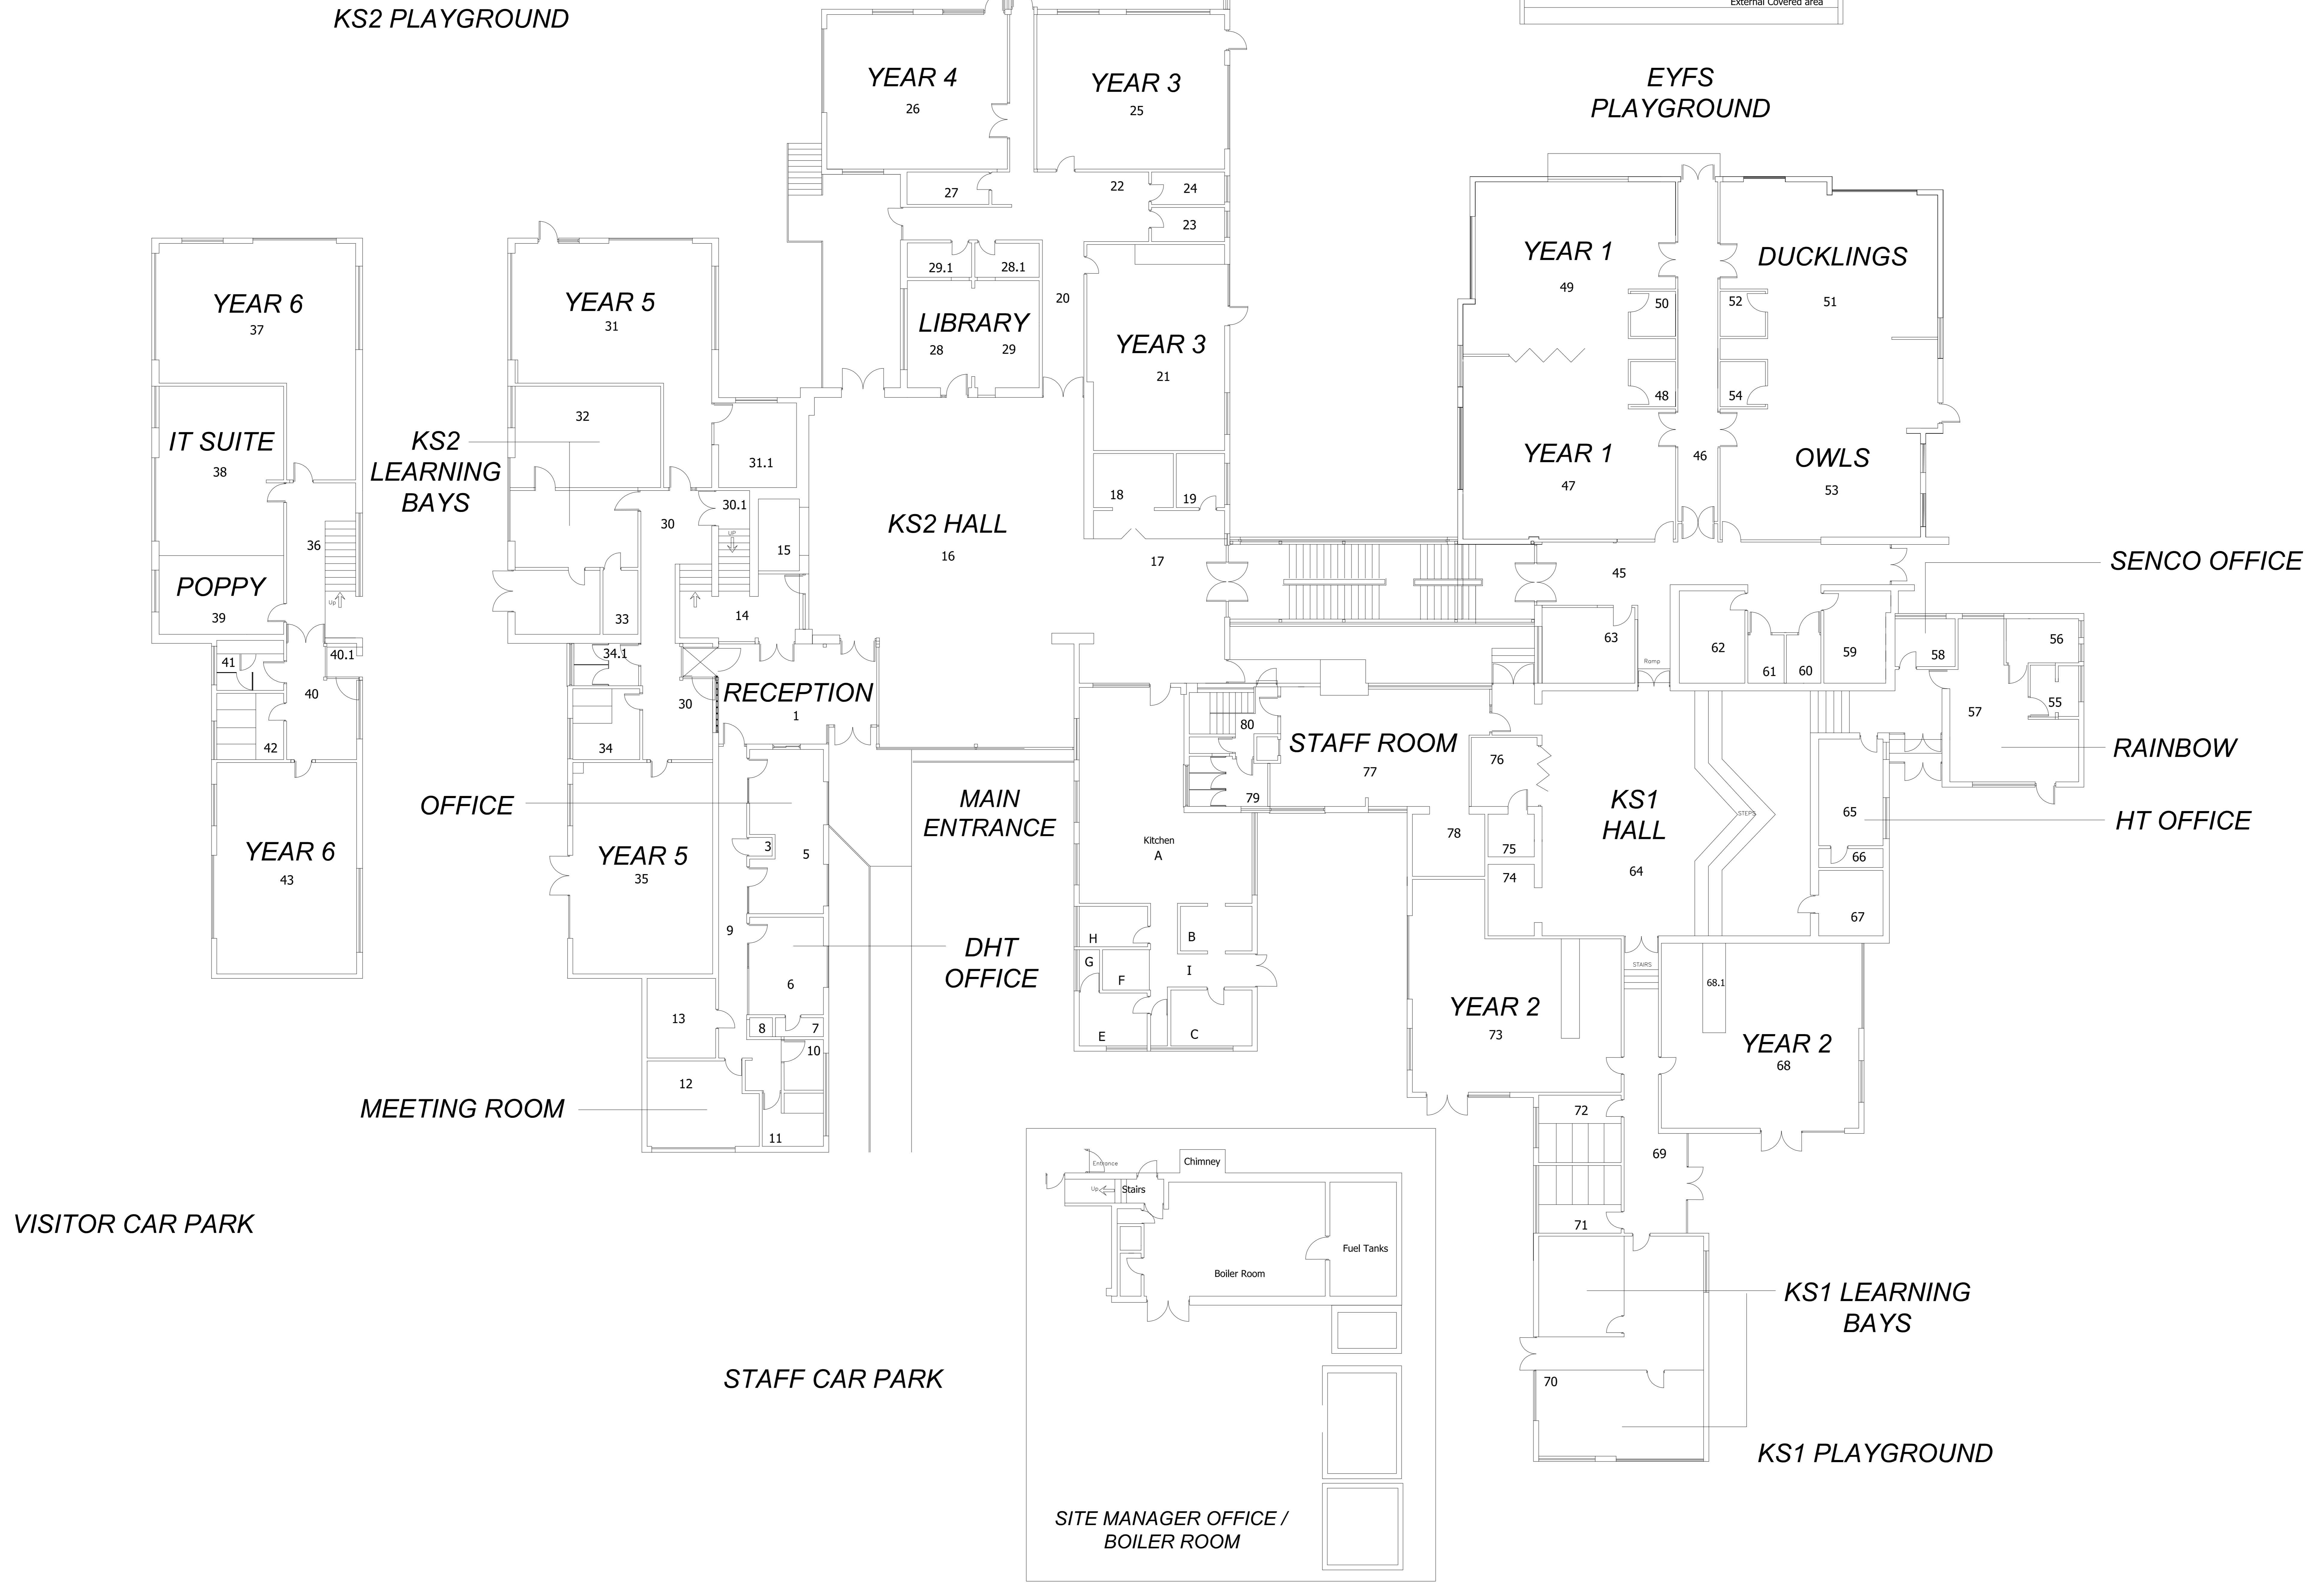 KS2 PLAYGROUND
External Covered area
YEAR 4
26
YEAR 3
25
EYFS
PLAYGROUND
27
22
24
23
29.1
28.1
20
LIBRARY
28
29
YEAR 3
21
YEAR 1
49
50
52
DUCKLINGS
51
48
54
YEAR 1
47
46
OWLS
53
YEAR 6
37
YEAR 5
31
IT SUITE
38
KS2
LEARNING
BAYS
32
31.1
30.1
30
UP
15
14
36
Up
POPPY
39
33
KS2 HALL
16
18
19
17
45
SENCO OFFICE
41
40.1
40
42
34.1
30
34
RECEPTION
1
63
Ramp
62
61
60
59
58
56
55
57
RAINBOW
80
STAFF ROOM
77
76
79
78
75
74
KS1
HALL
64
STEPS
65
HT OFFICE
66
67
YEAR 6
43
OFFICE
YEAR 5
35
3
5
MAIN
ENTRANCE
Kitchen
A
9
DHT
OFFICE
6
8
7
10
13
12
MEETING ROOM
11
H
B
G
F
I
E
C
STAIRS
68.1
YEAR 2
73
YEAR 2
68
72
69
71
VISITOR CAR PARK
Entrance
Chimney
Up
Stairs
Fuel Tanks
Boiler Room
KS1 LEARNING
BAYS
70
STAFF CAR PARK
KS1 PLAYGROUND
SITE MANAGER OFFICE /
BOILER ROOM